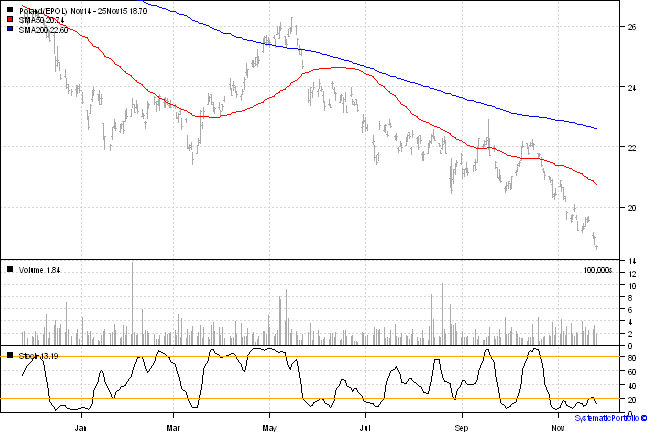 Poland (EPOL) Nov14 - 25Nov15 18.70
SMA50 20.74
SMA200 22.60
26
24
22
20
14
Volume 1.84
100,000s
12
10
8
6
4
2
0
Stoch 13.19
80
60
40
20
0
Jan
Mar
May
Jul
Sep
Nov
SystematicPortfolio ©